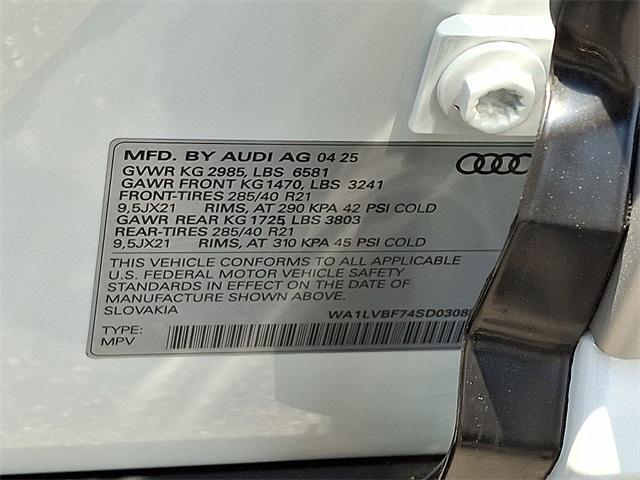 MFD. BY AUDI AG 04 25
GVWR KG 2985, LBS 6581
GAWR FRONT KG 1470, LBS 3241
FRONT-TIRES 285/40 R21
9,5JX21 RIMS, AT 290 KPA 42 PSI COLD
GAWR REAR KG 1725 LBS 3803
REAR-TIRES 285/40 R21
9,5JX21 RIMS, AT 310 KPA 45 PSI COLD
THIS VEHICLE CONFORMS TO ALL APPLICABLE
U.S. FEDERAL MOTOR VEHICLE SAFETY
STANDARDS IN EFFECT ON THE DATE OF
MANUFACTURE SHOWN ABOVE.
SLOVAKIA WA1LVBF74SD0308
TYPE:
MPV